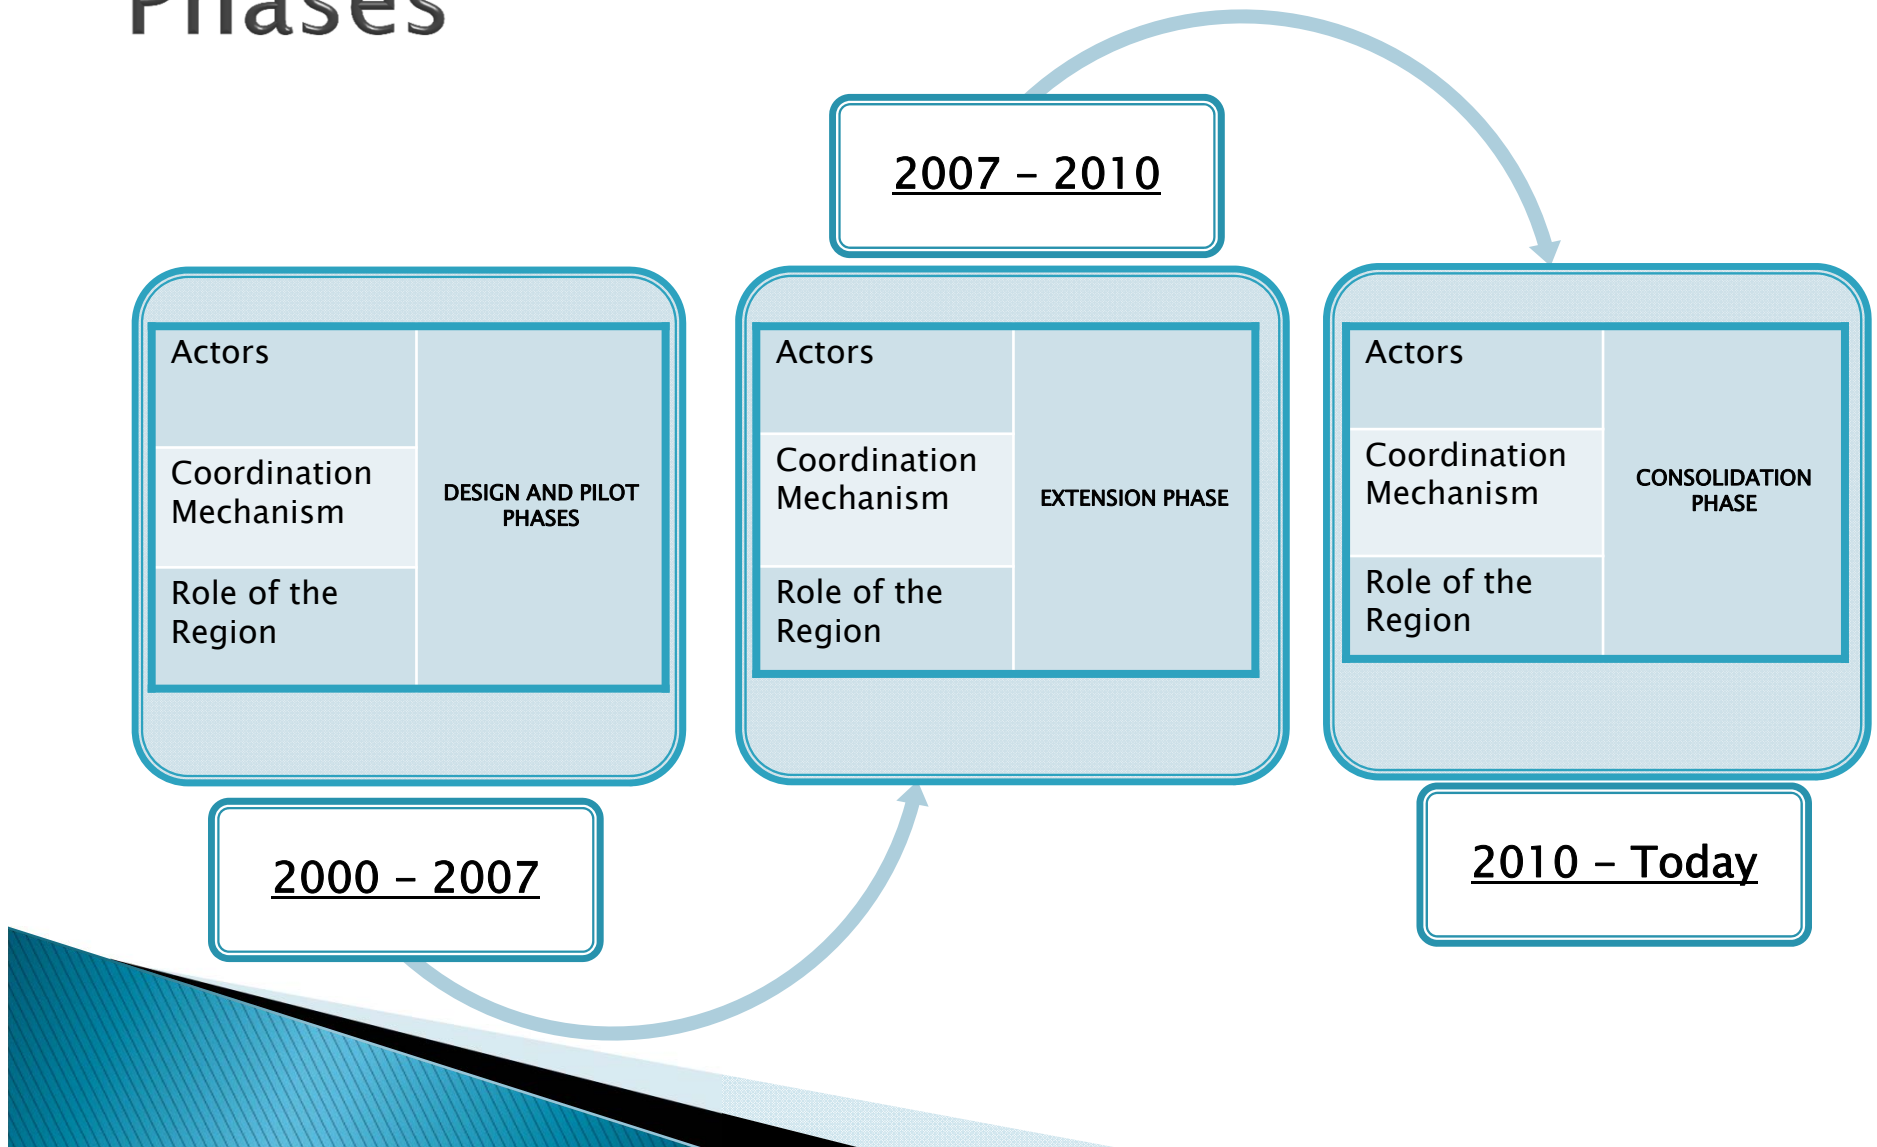 Phases
Actors
Coordination
Mechanism
Role of the
Region
DESIGN AND PILOT
PHASES
2000 – 2007
2007 – 2010
Actors
Coordination
Mechanism
Role of the
Region
EXTENSION PHASE
Actors
Coordination
Mechanism
Role of the
Region
CONSOLIDATION
PHASE
2010 – Today